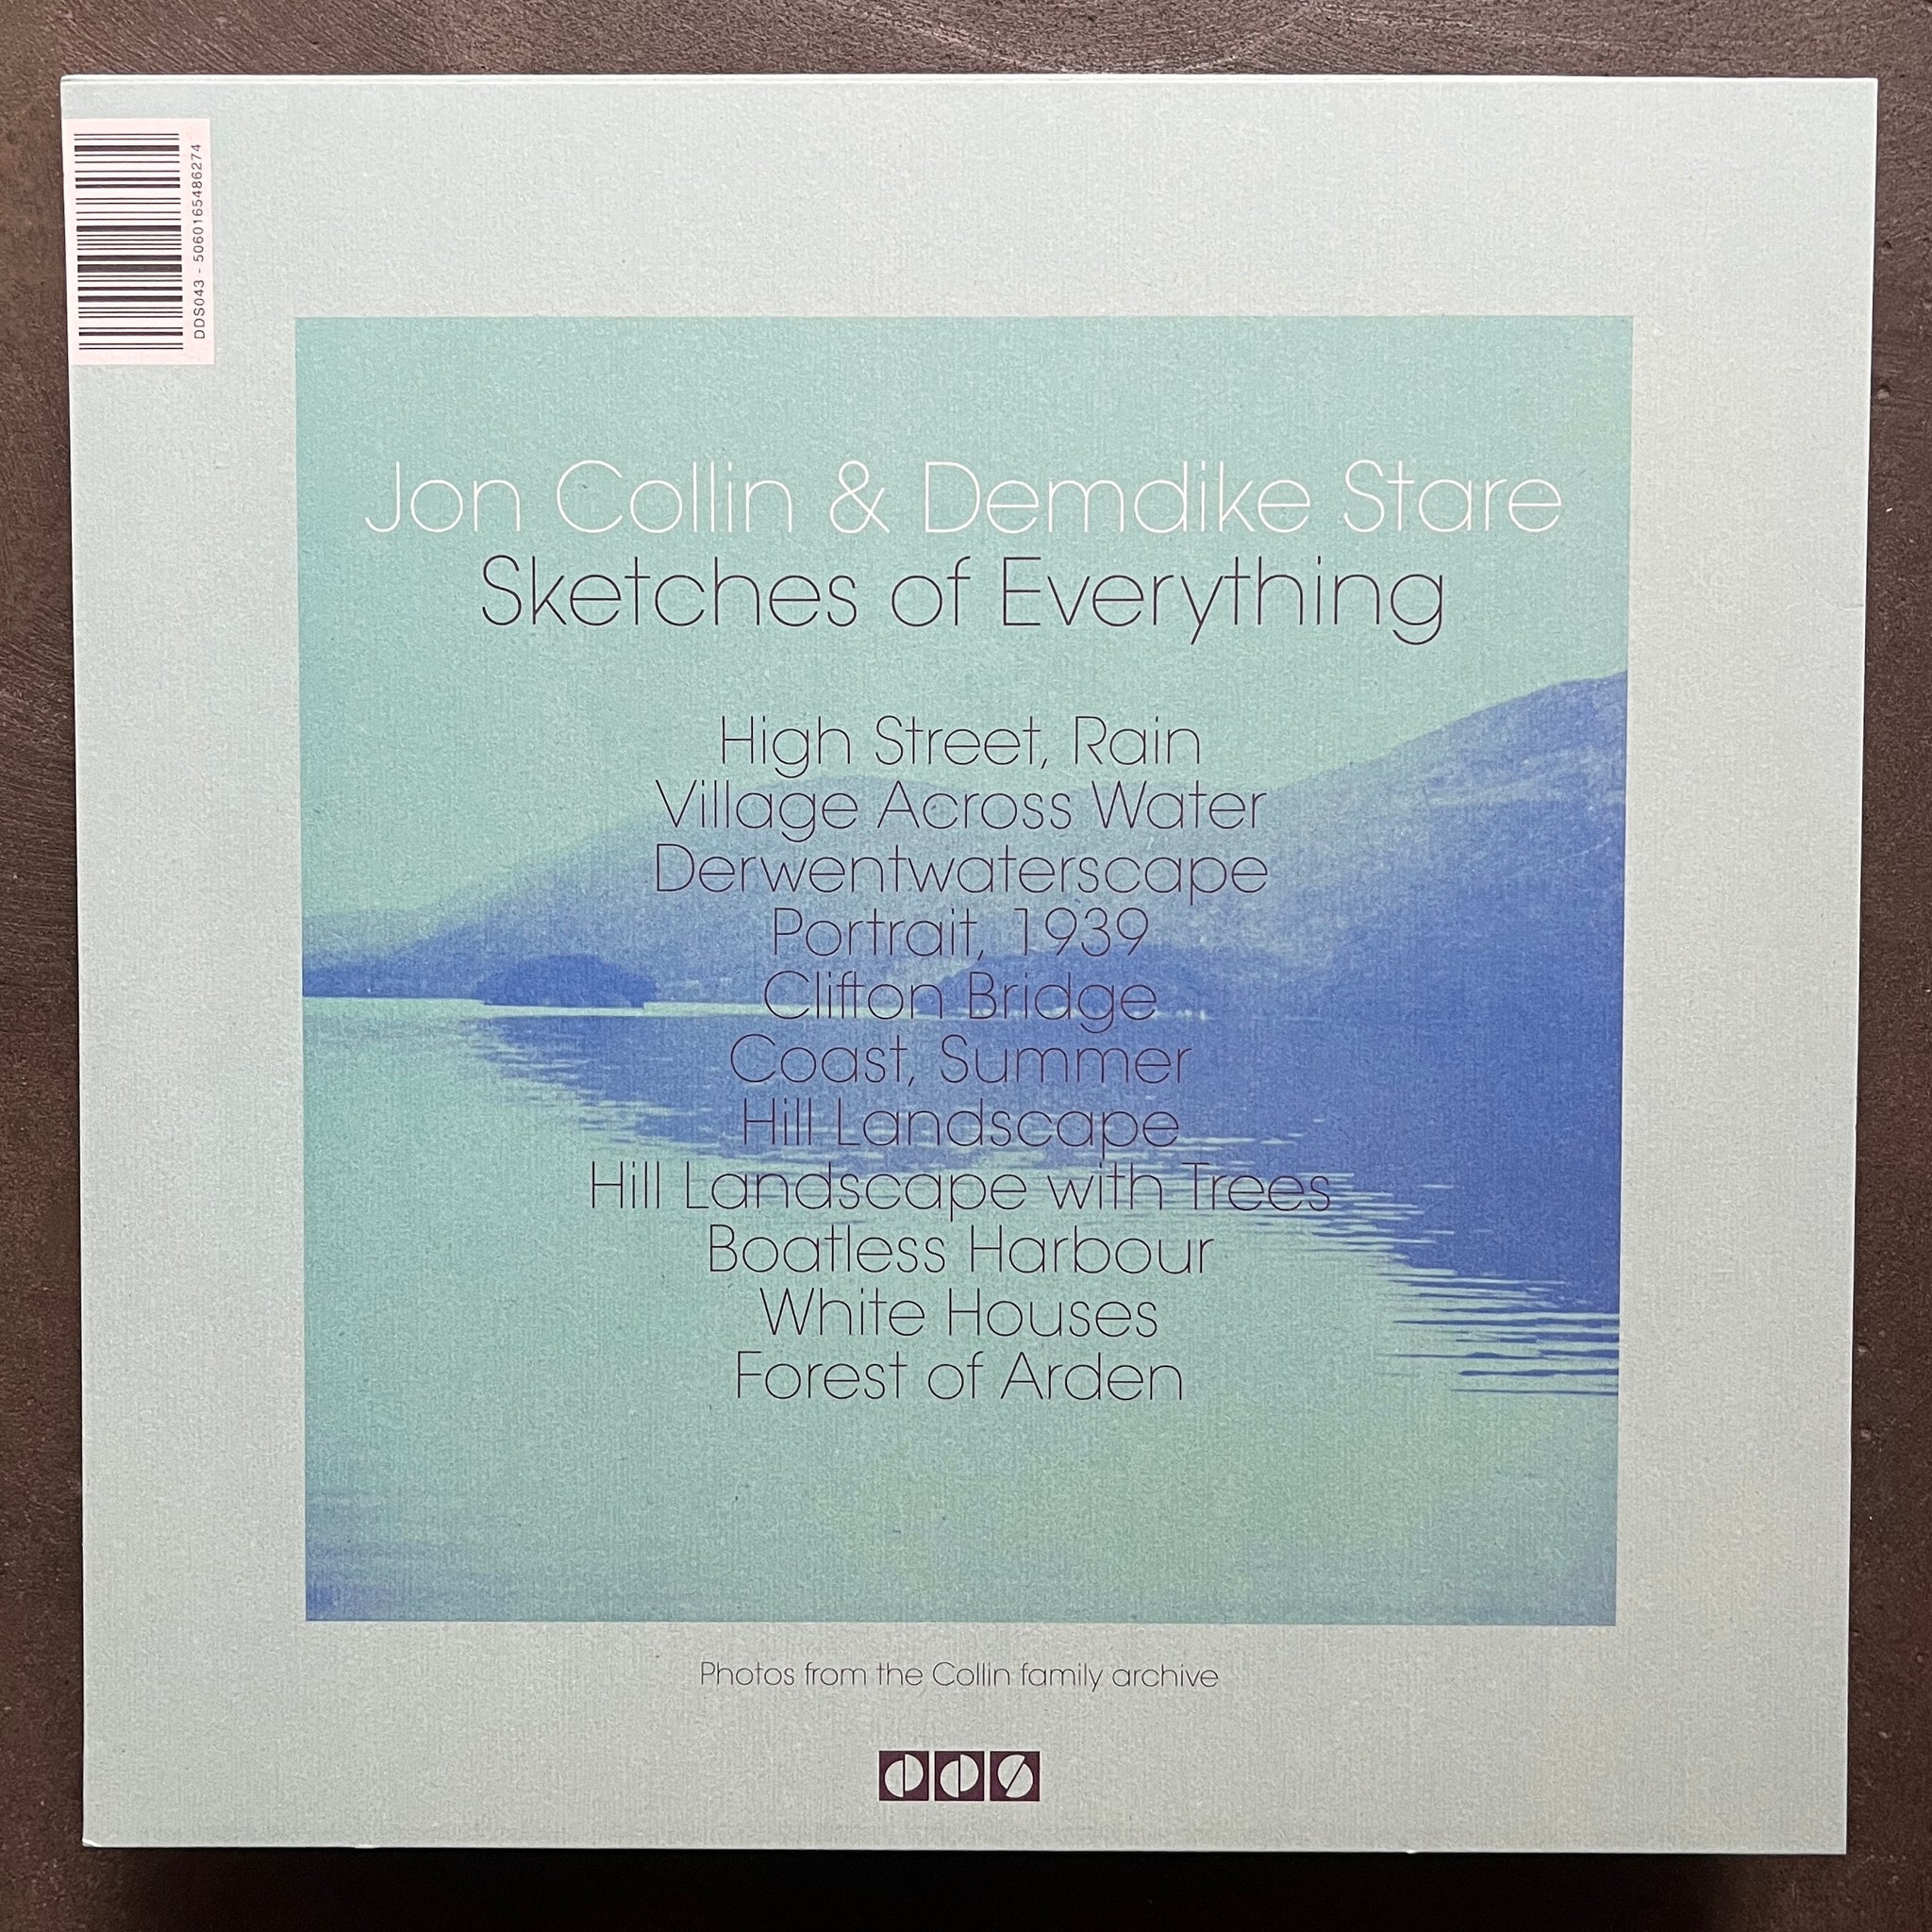 DDS043 - 5060165486274
Jon Collin & Demdike Stare
Sketches of Everything
High Street, Rain
Village Across Water
Derwentwaterscape
Portrait, 1939
Clifton Bridge
Coast, Summer
Hill Landscape
Hill Landscape with Trees
Boatless Harbour
White Houses
Forest of Arden
Photos from the Collin family archive
DDS